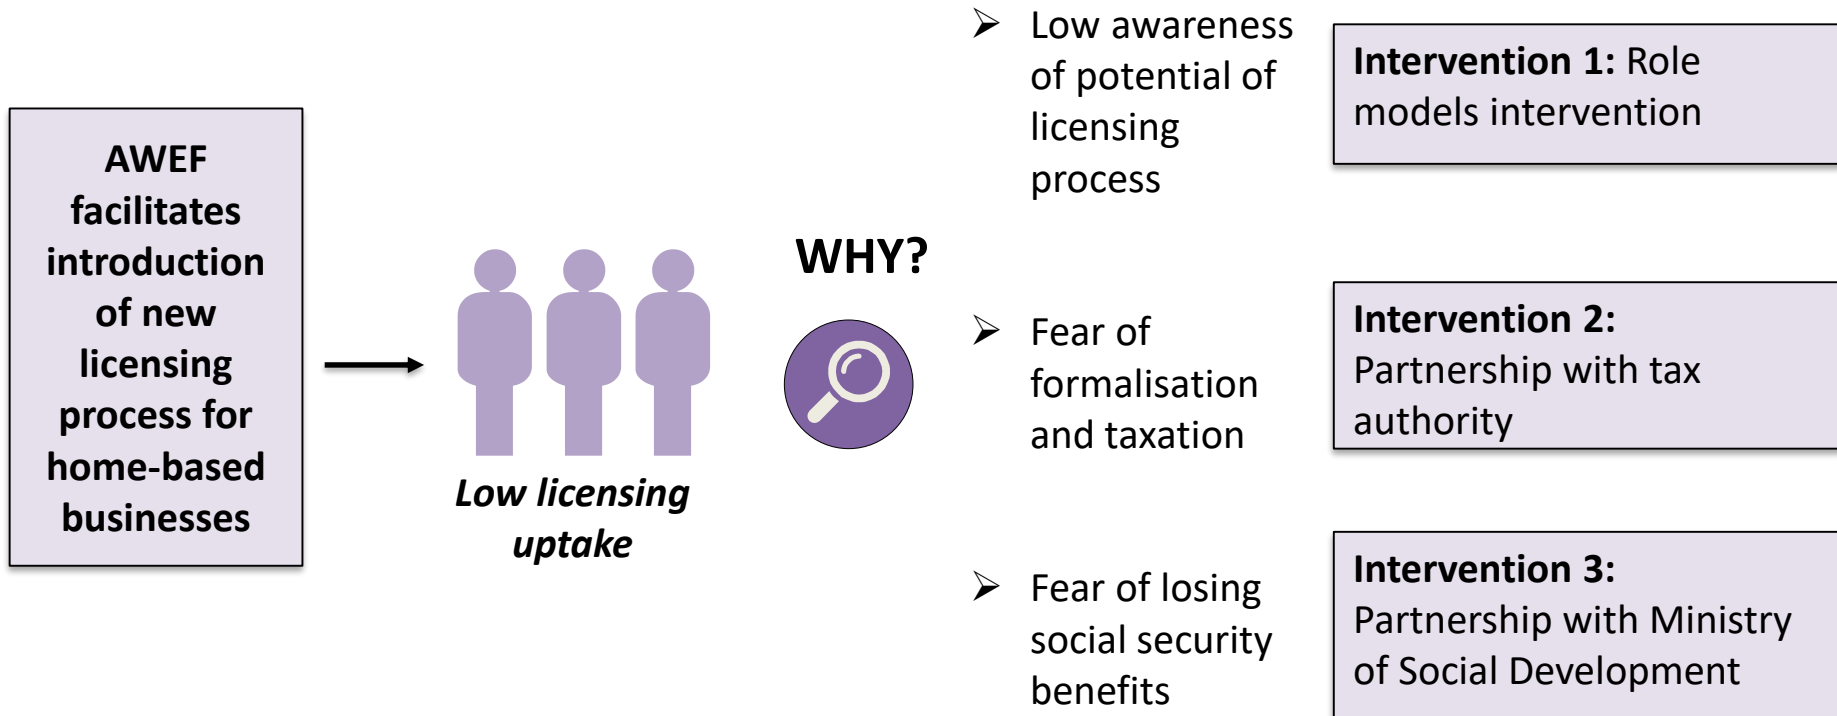 AWEF
facilitates
introduction
of new
licensing
process for
home-based
businesses
Low licensing
uptake
WHY?
Low awareness
of potential of
licensing
process
Intervention 1: Role
models intervention
Fear of
formalisation
and taxation
Intervention 2:
Partnership with tax
authority
Fear of losing
social security
benefits
Intervention 3:
Partnership with Ministry
of Social Development